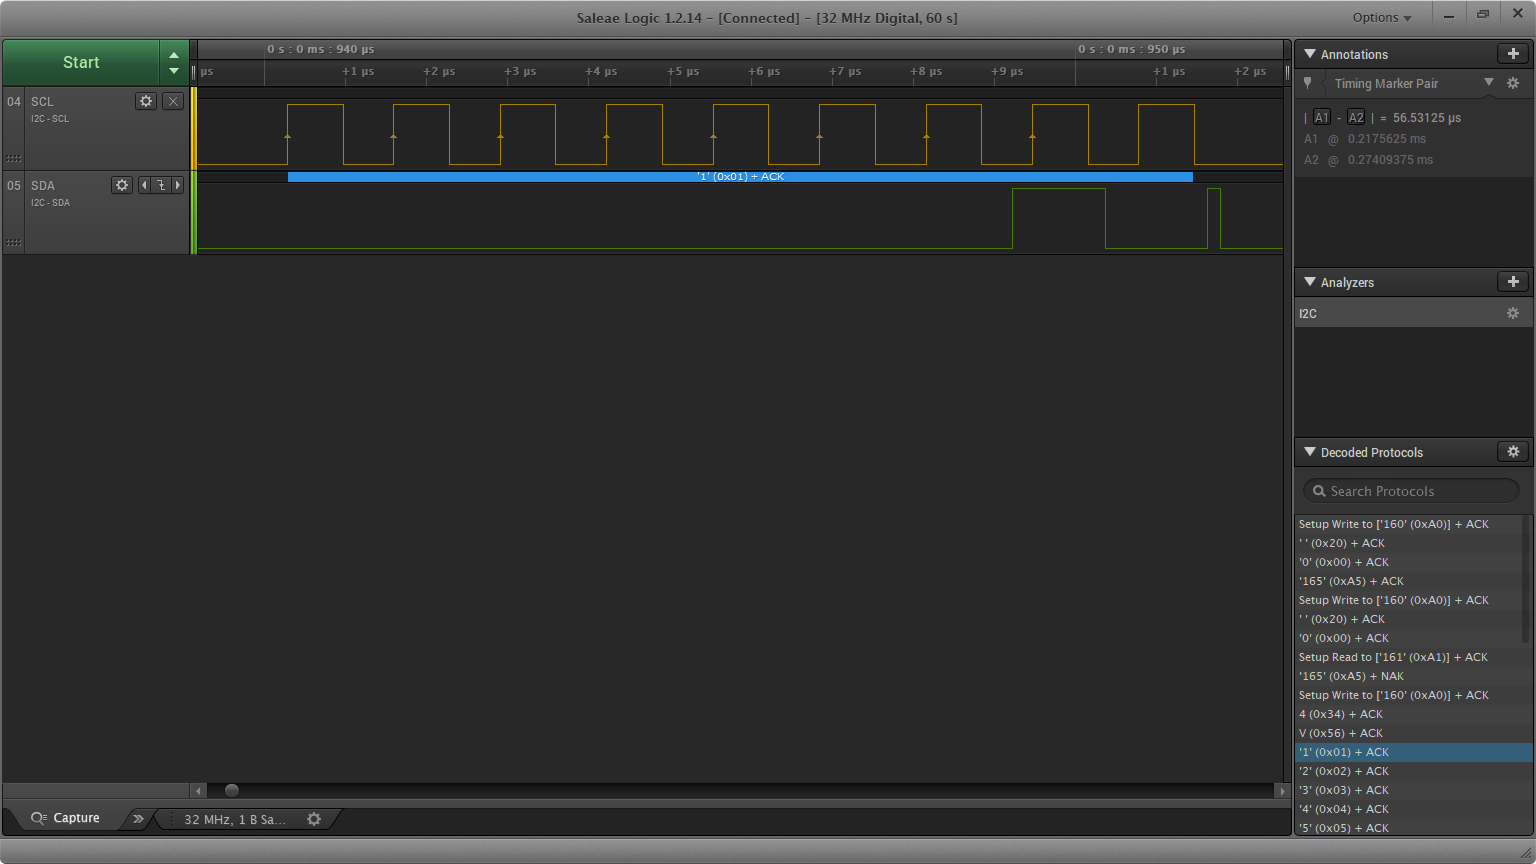 Saleae Logic 1.2.14 - [Connected] - [32 MHz Digital, 60 s]
Options
Start
0 s : 0 ms : 940 µs
0 s : 0 ms : 950 µs
µs
+1 µs
+2 µs
+3 µs
+4 µs
+5 µs
+6 µs
+7 µs
+8 µs
+9 µs
+1 µs
+2 µs
04 SCL
I2C - SCL
05 SDA
I2C - SDA
'1' (0x01) + ACK
Annotations
Timing Marker Pair
| A1 - A2 | = 56.53125 µs
A1 @ 0.2175625 ms
A2 @ 0.27409375 ms
Analyzers
I2C
Decoded Protocols
Search Protocols
Setup Write to ['160' (0xA0)] + ACK
' ' (0x20) + ACK
'0' (0x00) + ACK
'165' (0xA5) + ACK
Setup Write to ['160' (0xA0)] + ACK
' ' (0x20) + ACK
'0' (0x00) + ACK
Setup Read to ['161' (0xA1)] + ACK
'165' (0xA5) + NAK
Setup Write to ['160' (0xA0)] + ACK
4 (0x34) + ACK
V (0x56) + ACK
'1' (0x01) + ACK
'2' (0x02) + ACK
'3' (0x03) + ACK
'4' (0x04) + ACK
'5' (0x05) + ACK
Capture
32 MHz, 1 B Sa...